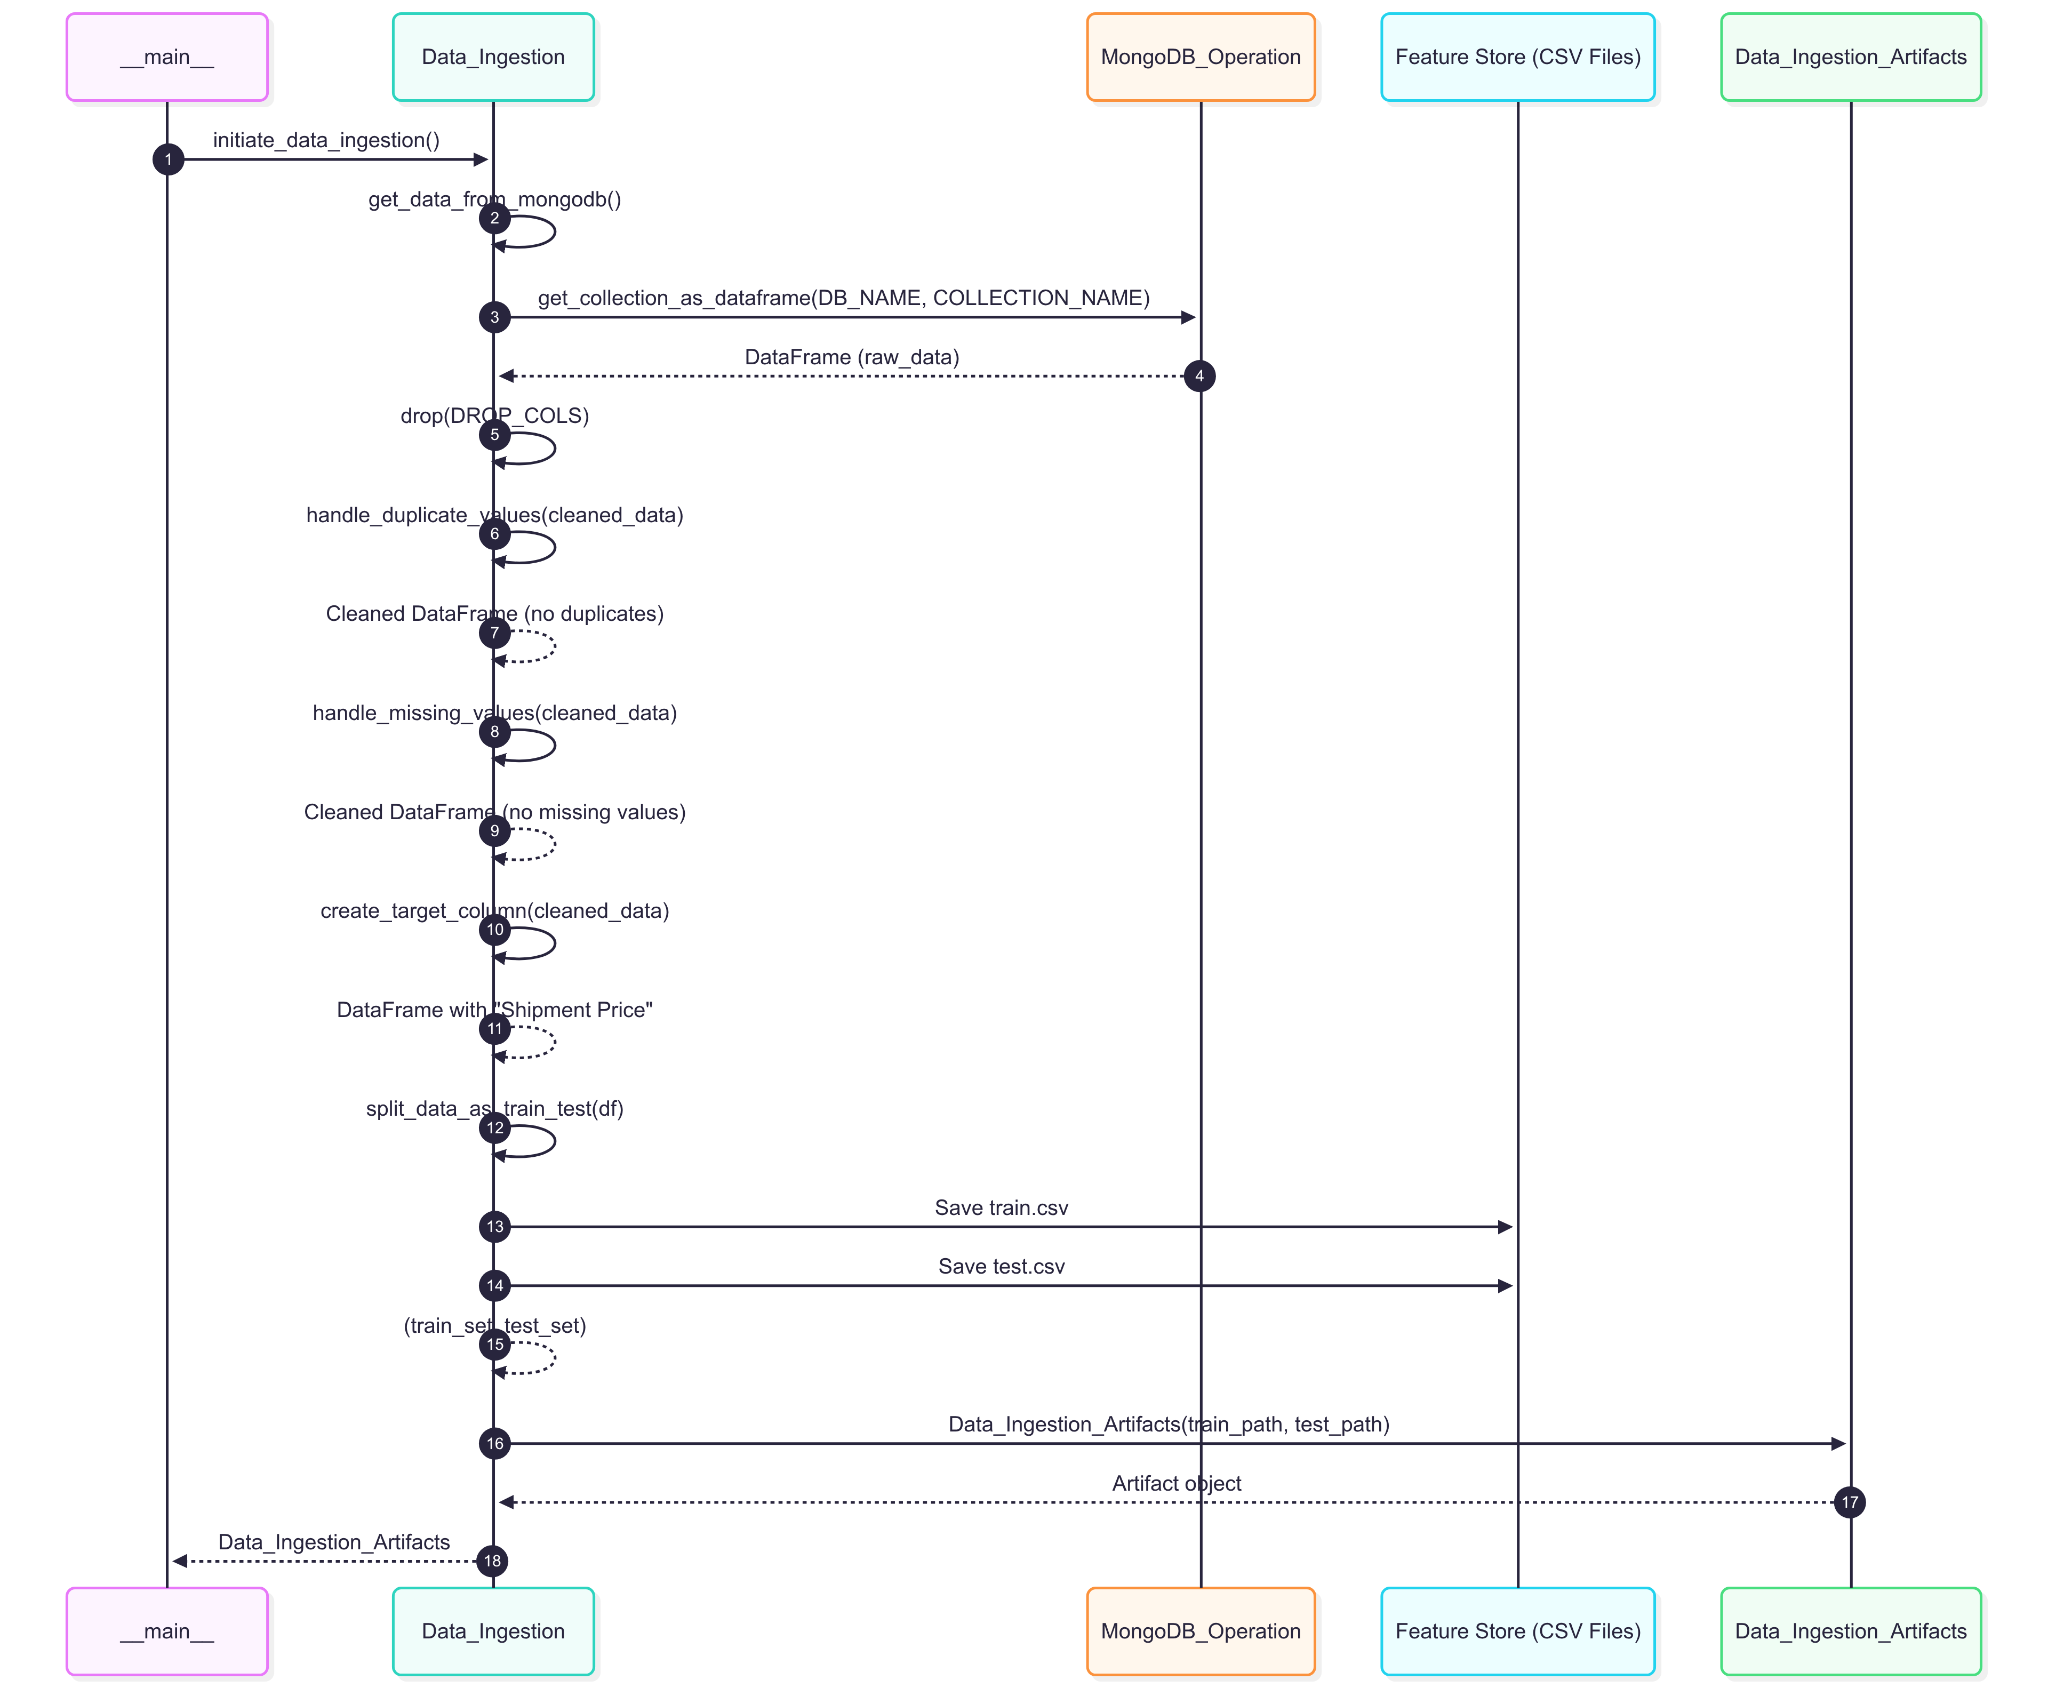 __main__
Data_Ingestion
MongoDB_Operation
Feature Store (CSV Files)
Data_Ingestion_Artifacts
initiate_data_ingestion()
1
get_data_from_mongodb()
2
get_collection_as_dataframe(DB_NAME, COLLECTION_NAME)
3
DataFrame (raw_data)
4
drop(DROP_COLS)
5
handle_duplicate_values(cleaned_data)
6
Cleaned DataFrame (no duplicates)
7
handle_missing_values(cleaned_data)
8
Cleaned DataFrame (no missing values)
9
create_target_column(cleaned_data)
10
DataFrame with "Shipment Price"
11
split_data_as_train_test(df)
12
Save train.csv
13
Save test.csv
14
(train_set, test_set)
15
Data_Ingestion_Artifacts(train_path, test_path)
16
Artifact object
17
Data_Ingestion_Artifacts
18
__main__
Data_Ingestion
MongoDB_Operation
Feature Store (CSV Files)
Data_Ingestion_Artifacts